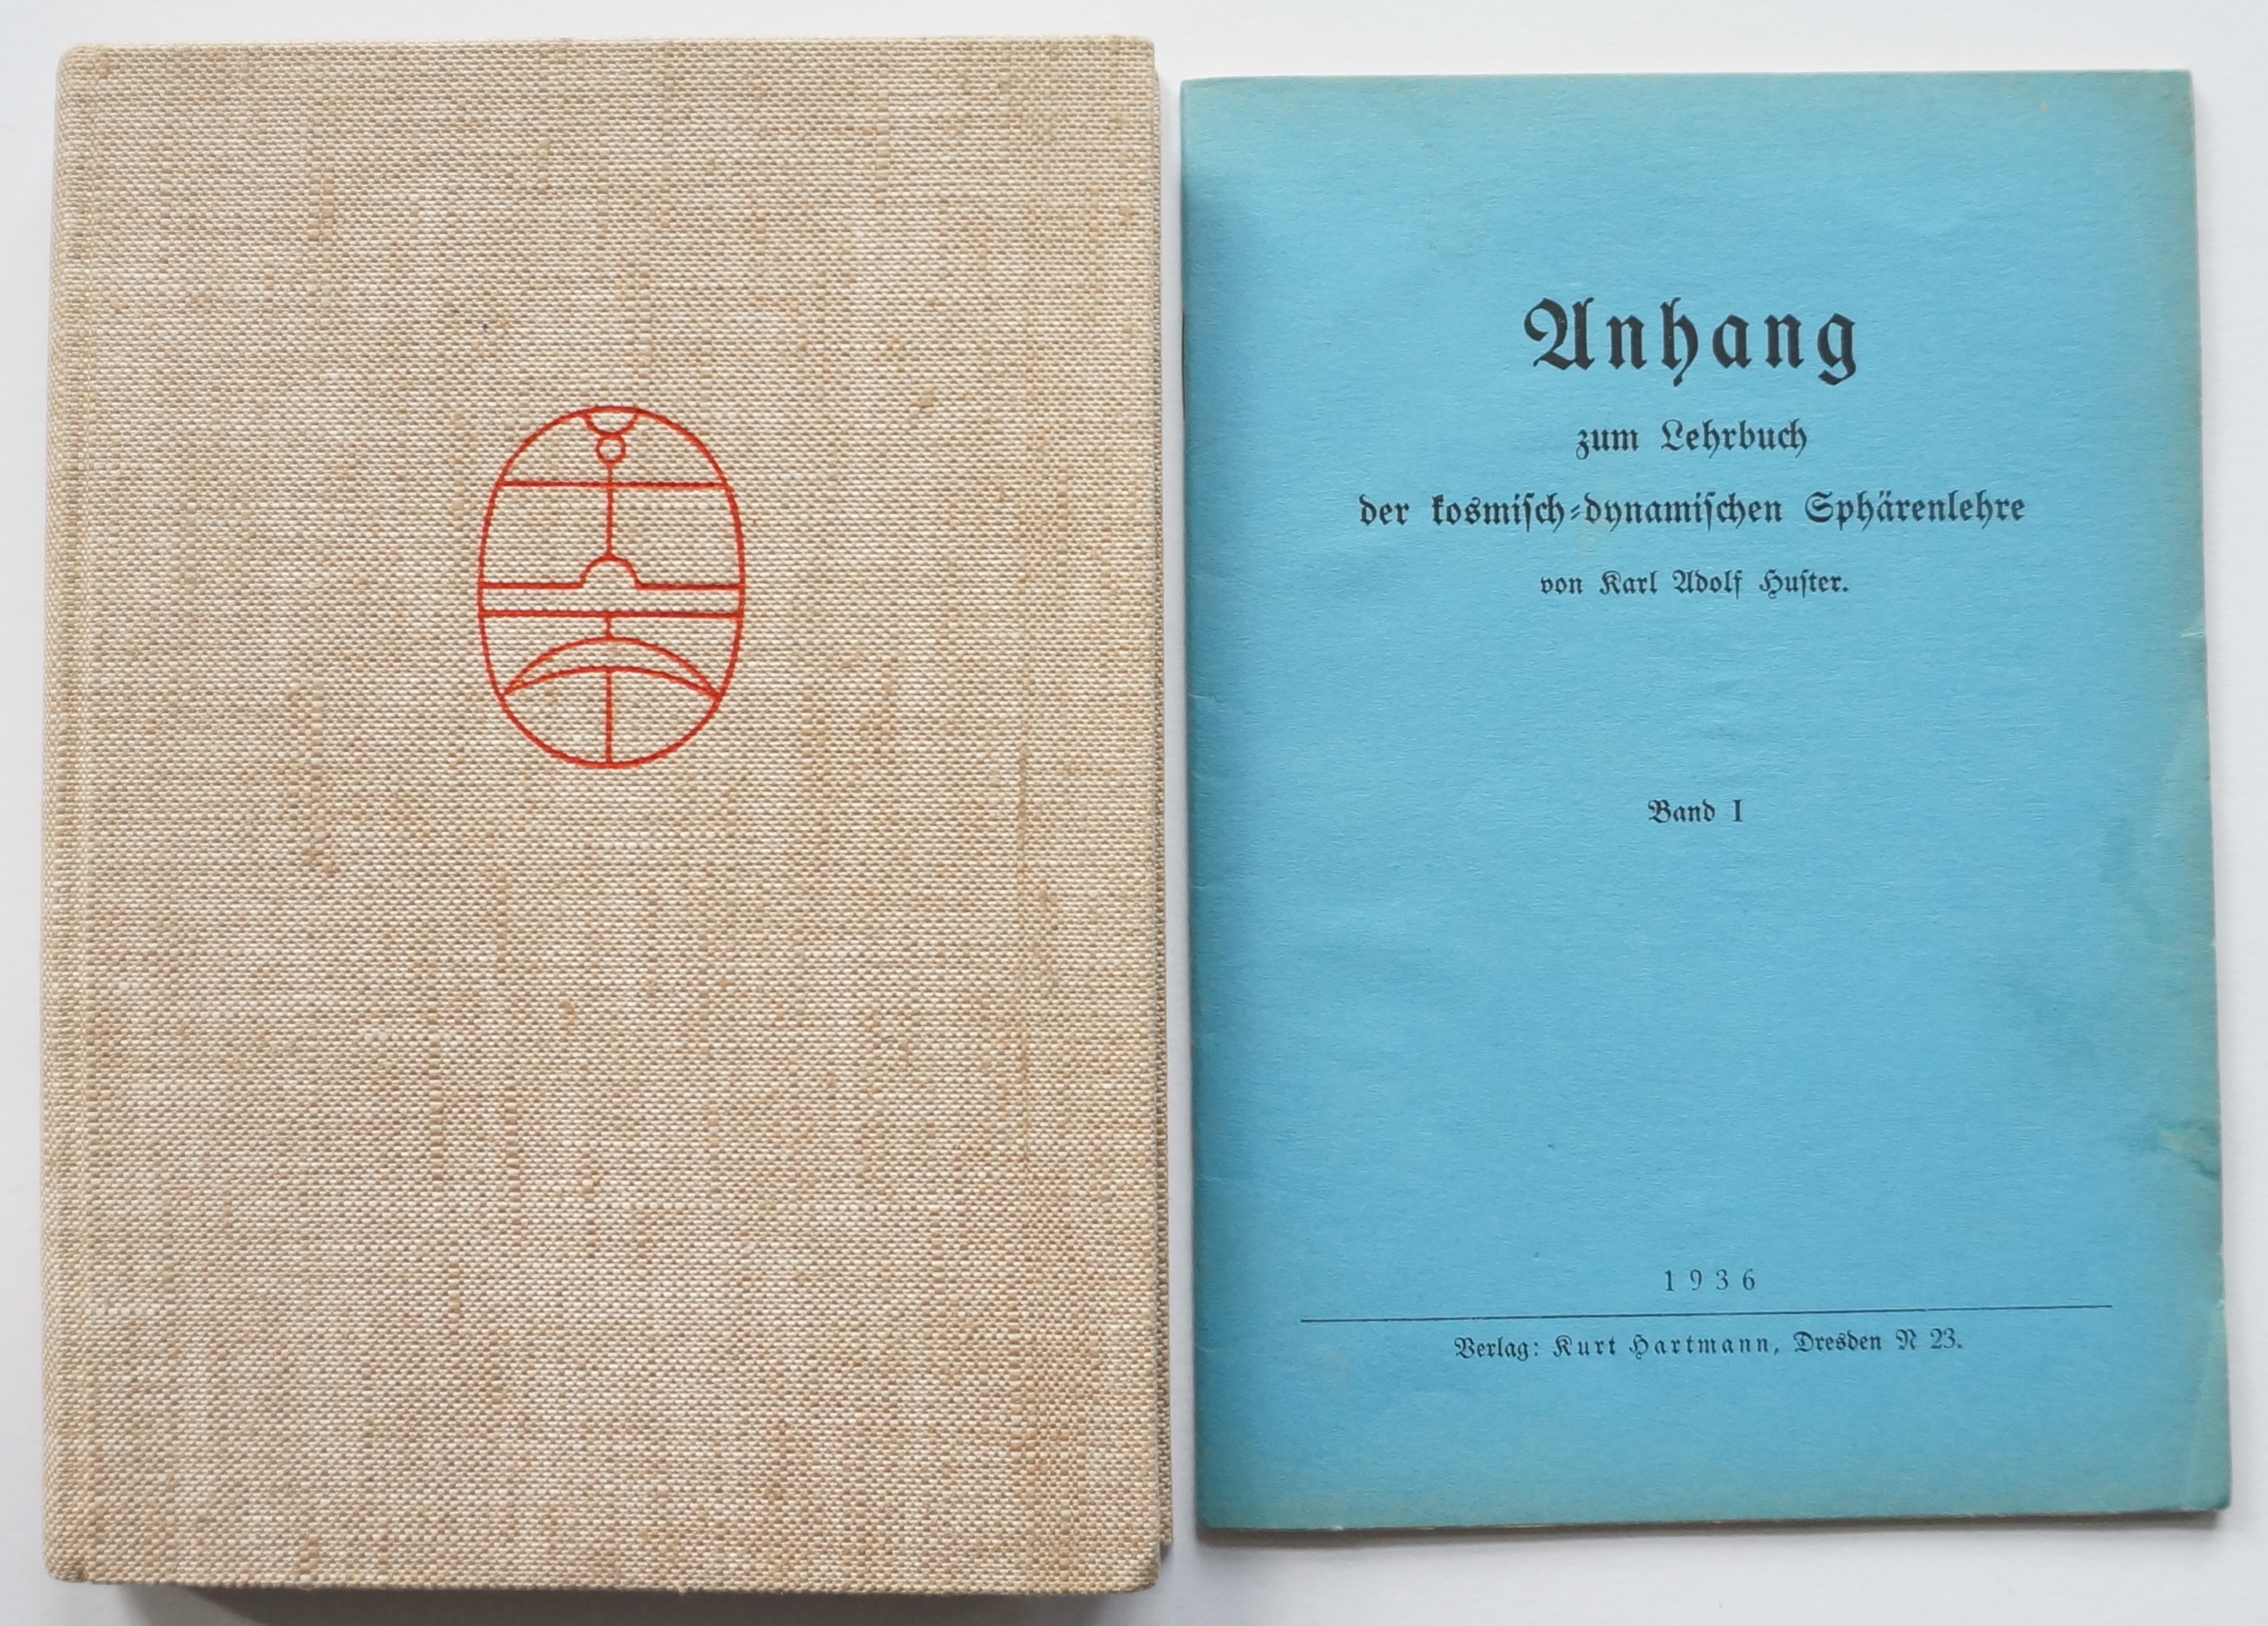 Anhang
zum Lehrbuch
der kosmisch-dynamischen Sphärenlehre
von Karl Adolf Huster.
Band I
1936
Verlag: Kurt Hartmann, Dresden N 23.